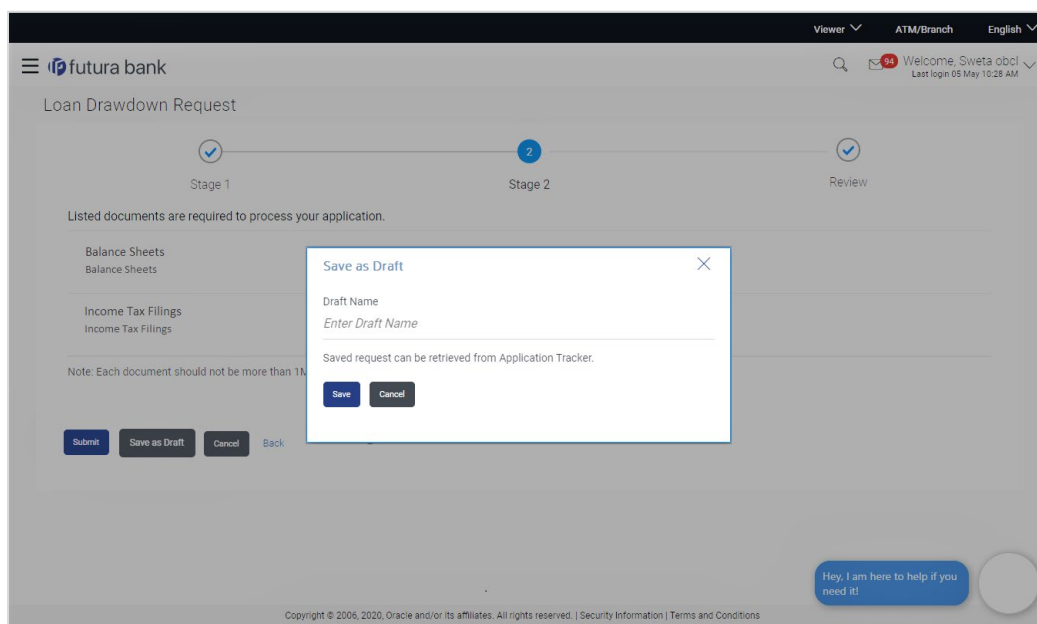 Viewer ATM/Branch English
futura bank 94 Welcome, Sweta obcl
Last login 05 May 10:28 AM
Loan Drawdown Request
2
Stage 1 Stage 2 Review
Listed documents are required to process your application.
Balance Sheets
Balance Sheets
Income Tax Filings
Income Tax Filings
Note: Each document should not be more than
Save as Draft
Draft Name
Enter Draft Name
Saved request can be retrieved from Application Tracker.
Save Cancel
Submit Save as Draft Cancel Back
Hey, I am here to help if you
need it!
Copyright © 2006, 2020, Oracle and/or its affiliates. All rights reserved. | Security Information | Terms and Conditions